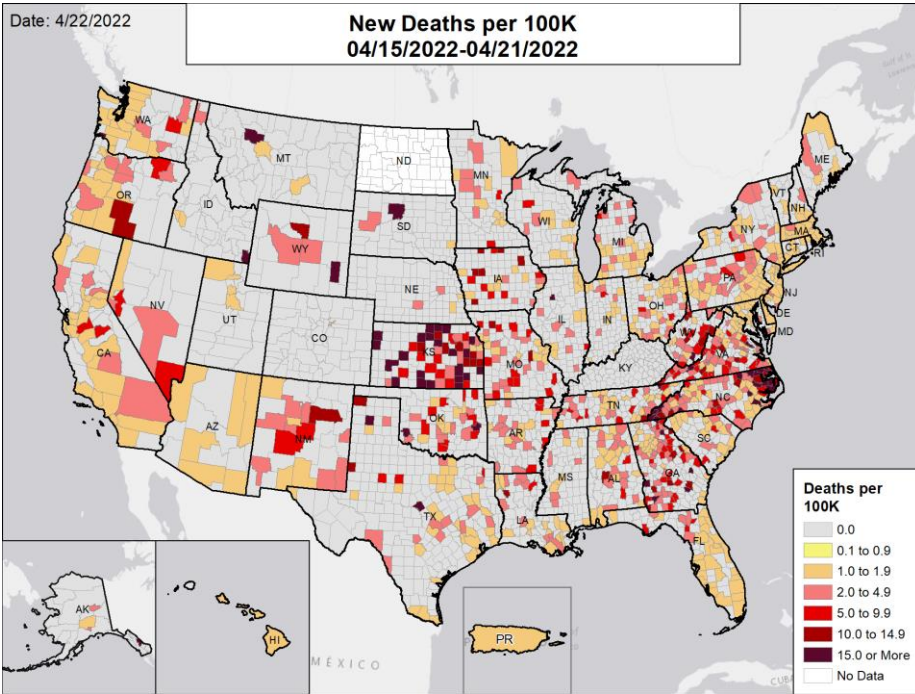 Date: 4/22/2022
New Deaths per 100K
04/15/2022-04/21/2022
WA
MT
ND
MN
ME
OR
ID
WY
SD
WI
MI
NY
VT
NH
MA
CT
RI
NV
UT
CO
NE
IA
IL
IN
OH
PA
NJ
DE
MD
CA
KS
MO
KY
WV
VA
AZ
NM
OK
AR
TN
NC
SC
MS
AL
GA
TX
LA
FL
AK
HI
PR
MÉXICO
CUBA
Deaths per
100K
0.0
0.1 to 0.9
1.0 to 1.9
2.0 to 4.9
5.0 to 9.9
10.0 to 14.9
15.0 or More
No Data